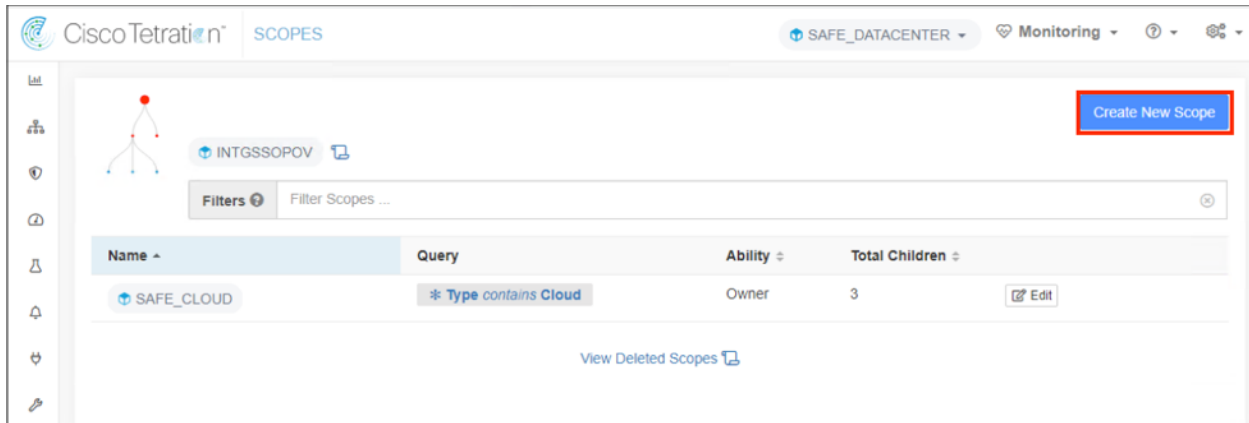 Cisco Tetration™ SCOPES SAFE_DATACENTER Monitoring
Create New Scope
INTGSSOPOV
Filters Filter Scopes ...
Name Query Ability Total Children
SAFE_CLOUD * Type contains Cloud Owner 3 Edit
View Deleted Scopes